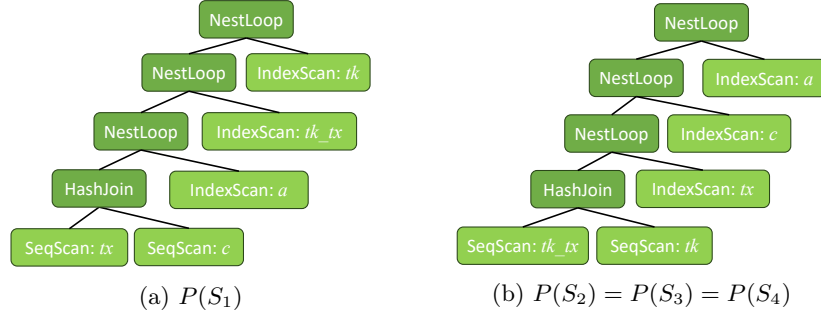 NestLoop
NestLoop IndexScan: tk
NestLoop IndexScan: tk_tx
HashJoin IndexScan: a
SeqScan: tx SeqScan: c
(a) P(S1)
NestLoop
NestLoop IndexScan: a
NestLoop IndexScan: c
HashJoin IndexScan: tx
SeqScan: tk_tx SeqScan: tk
(b) P(S2) = P(S3) = P(S4)